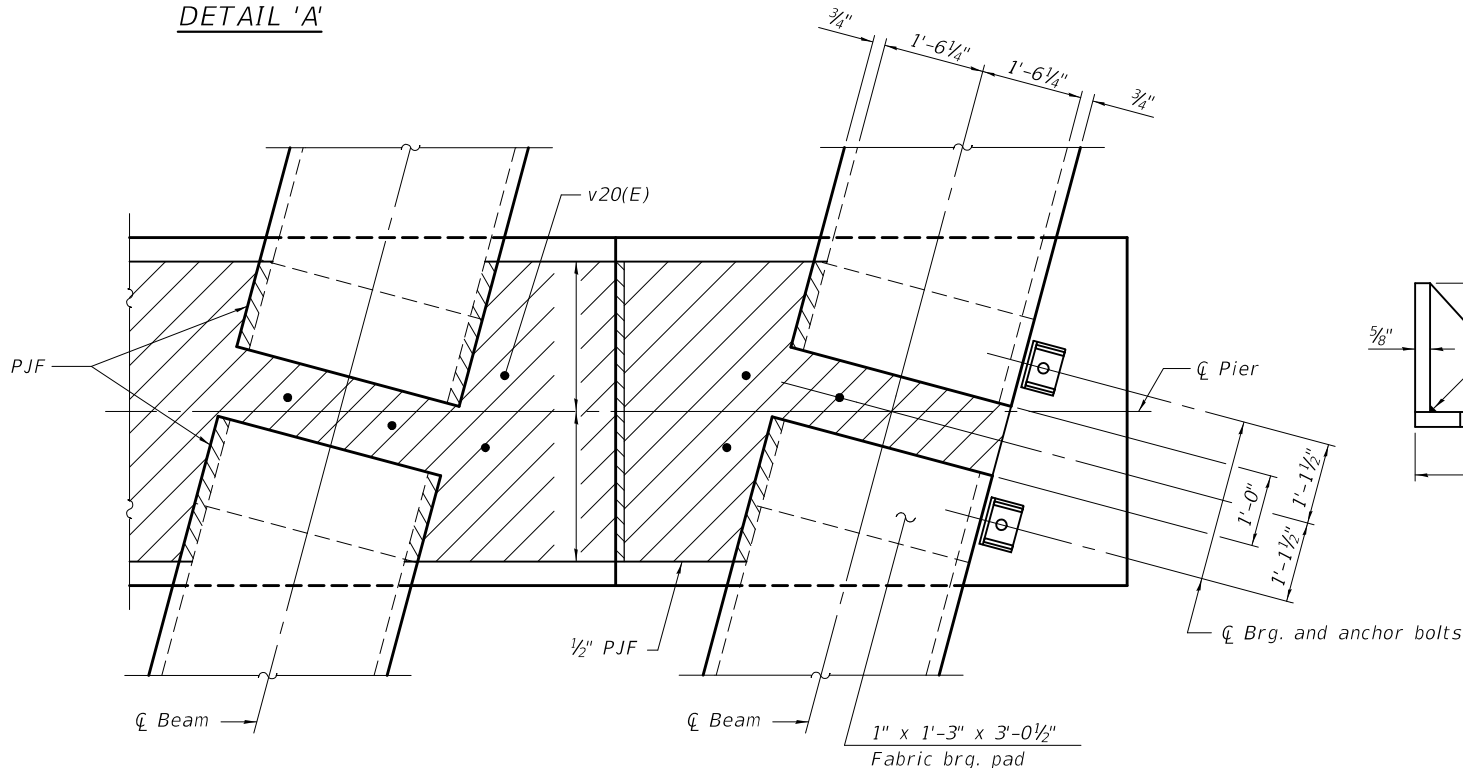 DETAIL 'A'
¾"
1'-6¼"
1'-6¼"
¾"
v20(E)
PJF
⅝"
℄ Pier
1'-0"
1'-1½"
1'-1½"
℄ Brg. and anchor bolts
½" PJF
℄ Beam
℄ Beam
1" x 1'-3" x 3'-0½"
Fabric brg. pad